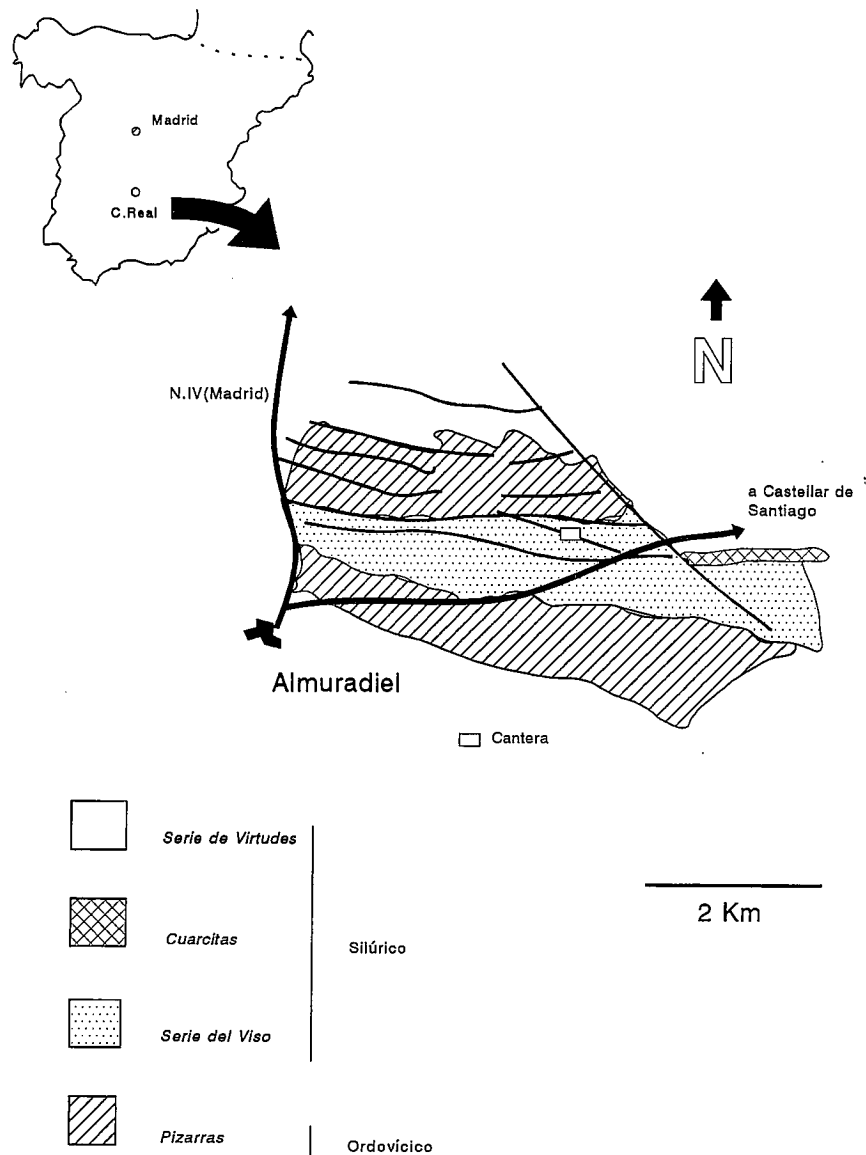 Madrid
C.Real
N
N.IV(Madrid)
a Castellar de
Santiago
Almuradiel
Cantera
Serie de Virtudes
Cuarcitas
Silúrico
2 Km
Serie del Viso
Pizarras
Ordovícico